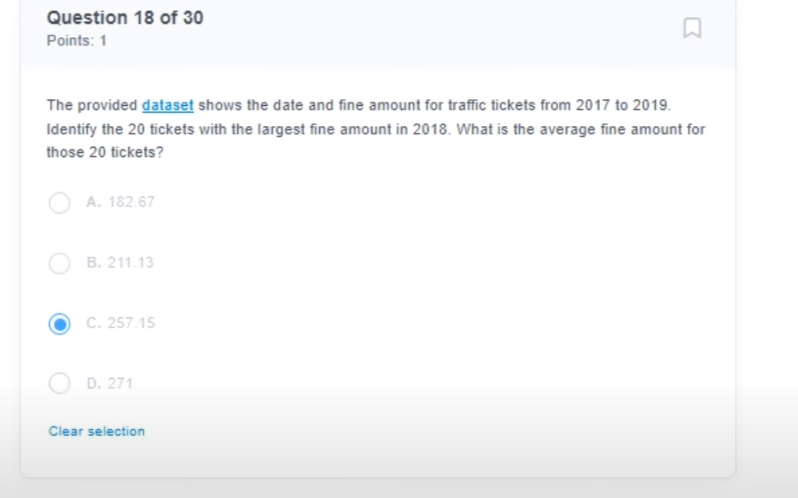 Question 18 of 30
Points: 1
The provided dataset shows the date and fine amount for traffic tickets from 2017 to 2019.
Identify the 20 tickets with the largest fine amount in 2018. What is the average fine amount for
those 20 tickets?
A. 182.67
B. 211.13
C. 257.15
D. 271
Clear selection